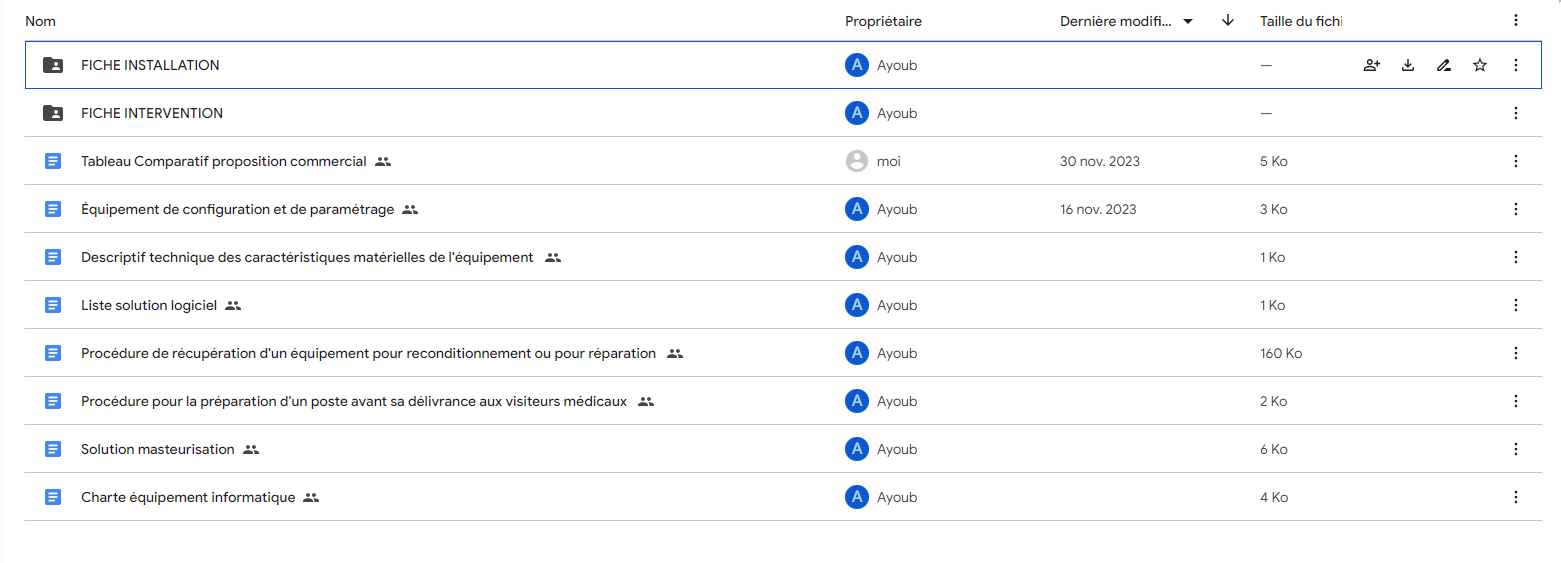 Nom Propriétaire Dernière modifi... Taille du fichi
FICHE INSTALLATION A Ayoub —
FICHE INTERVENTION A Ayoub —
Tableau Comparatif proposition commercial moi 30 nov. 2023 5 Ko
Équipement de configuration et de paramétrage A Ayoub 16 nov. 2023 3 Ko
Descriptif technique des caractéristiques matérielles de l'équipement A Ayoub 1 Ko
Liste solution logiciel A Ayoub 1 Ko
Procédure de récupération d'un équipement pour reconditionnement ou pour réparation A Ayoub 160 Ko
Procédure pour la préparation d'un poste avant sa délivrance aux visiteurs médicaux A Ayoub 2 Ko
Solution masteurisation A Ayoub 6 Ko
Charte équipement informatique A Ayoub 4 Ko